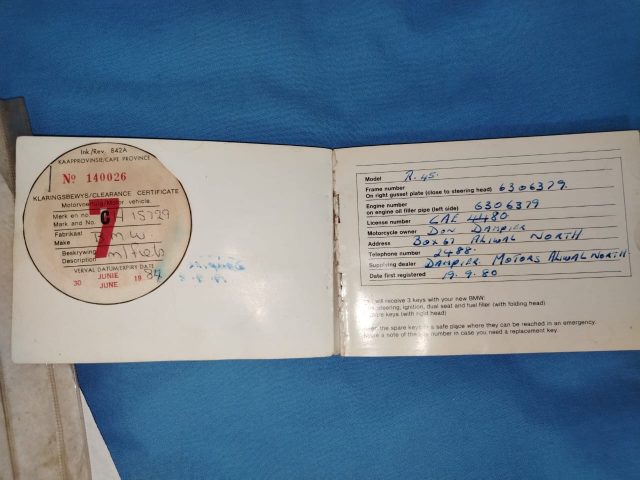 Ink/Rev. 842A
KAAPPROVINSIE/CAPE PROVINCE
No 140026
KLARINGSBEWYS/CLEARANCE CERTIFICATE
Motorvoertuig/Motor vehicle.
Merk en no
Mark and No. 15729
7
C
Fabrikaat
Make B.M.W.
Beskrywing
Description m/fiets
VERVAL DATUM/EXPIRY DATE
30 JUNIE JUNE 19 84
Model R.45.
Frame number
On right gusset plate (close to steering head) 6306379.
Engine number
on engine oil filler pipe (left side) 6306379
License number CAE 4480
Motorcycle owner DON DAMPIER
Address BOX 67 ALIWAL NORTH
Telephone number 2488.
Supplying dealer DAMPIER MOTORS ALIWAL NORTH
Date first registered 19.9.80
will receive 3 keys with your new BMW:
steering, ignition, dual seat and fuel filler (with folding head)
keys (with rigid head)
the spare keys in a safe place where they can be reached in an emergency.
Make a note of the number in case you need a replacement key.